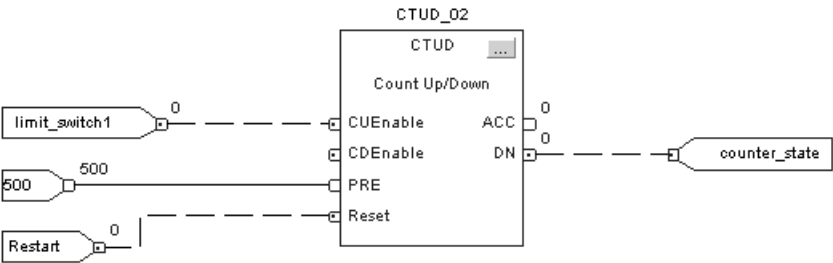 CTUD_02
CTUD ...
Count Up/Down
limit_switch1 0 CUEnable ACC 0
CDEnable DN 0 counter_state
500 500 PRE
Restart 0 Reset